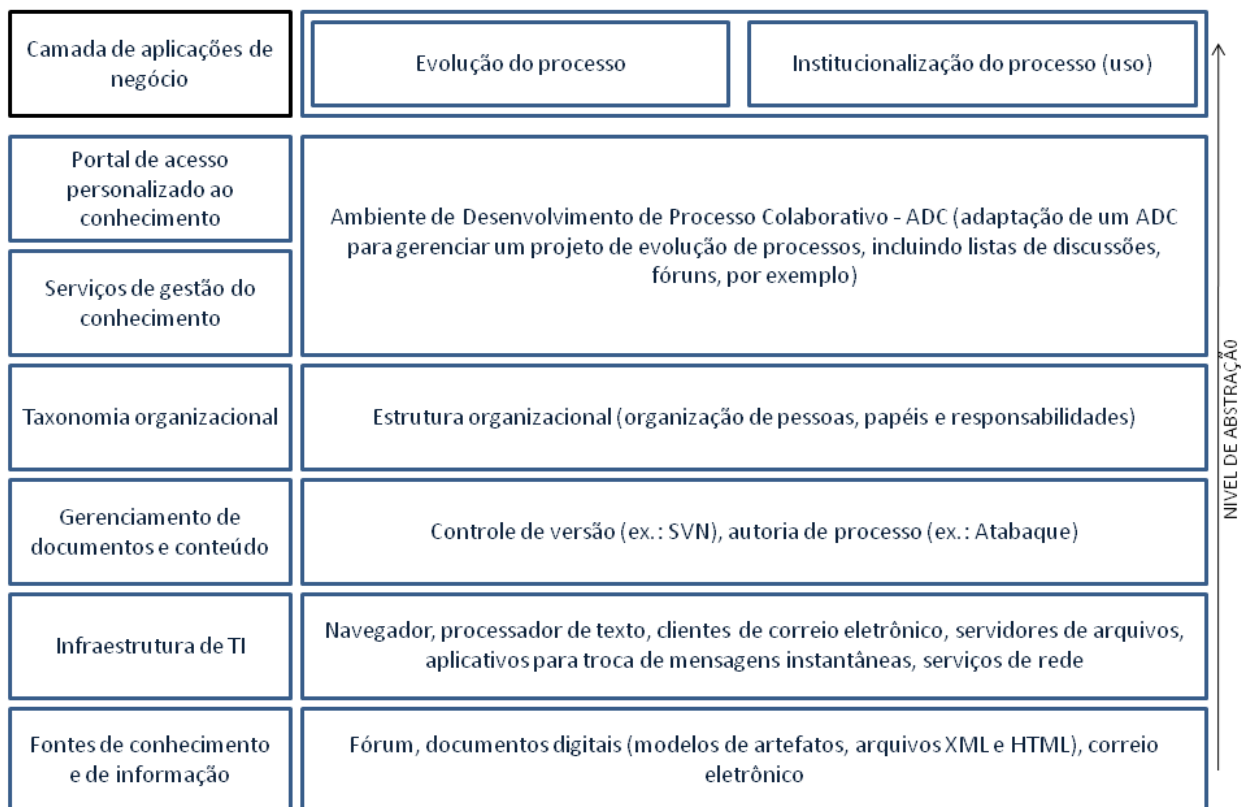 Camada de aplicações de
negócio
Evolução do processo
Institucionalização do processo (uso)
Portal de acesso
personalizado ao
conhecimento
Serviços de gestão do
conhecimento
Ambiente de Desenvolvimento de Processo Colaborativo - ADC (adaptação de um ADC
para gerenciar um projeto de evolução de processos, incluindo listas de discussões,
fóruns, por exemplo)
Taxonomia organizacional
Estrutura organizacional (organização de pessoas, papéis e responsabilidades)
Gerenciamento de
documentos e conteúdo
Controle de versão (ex.: SVN), autoria de processo (ex.: Atabaque)
Infraestrutura de TI
Navegador, processador de texto, clientes de correio eletrônico, servidores de arquivos,
aplicativos para troca de mensagens instantâneas, serviços de rede
Fontes de conhecimento
e de informação
Fórum, documentos digitais (modelos de artefatos, arquivos XML e HTML), correio
eletrônico
NIVEL DE ABSTRAÇÃO